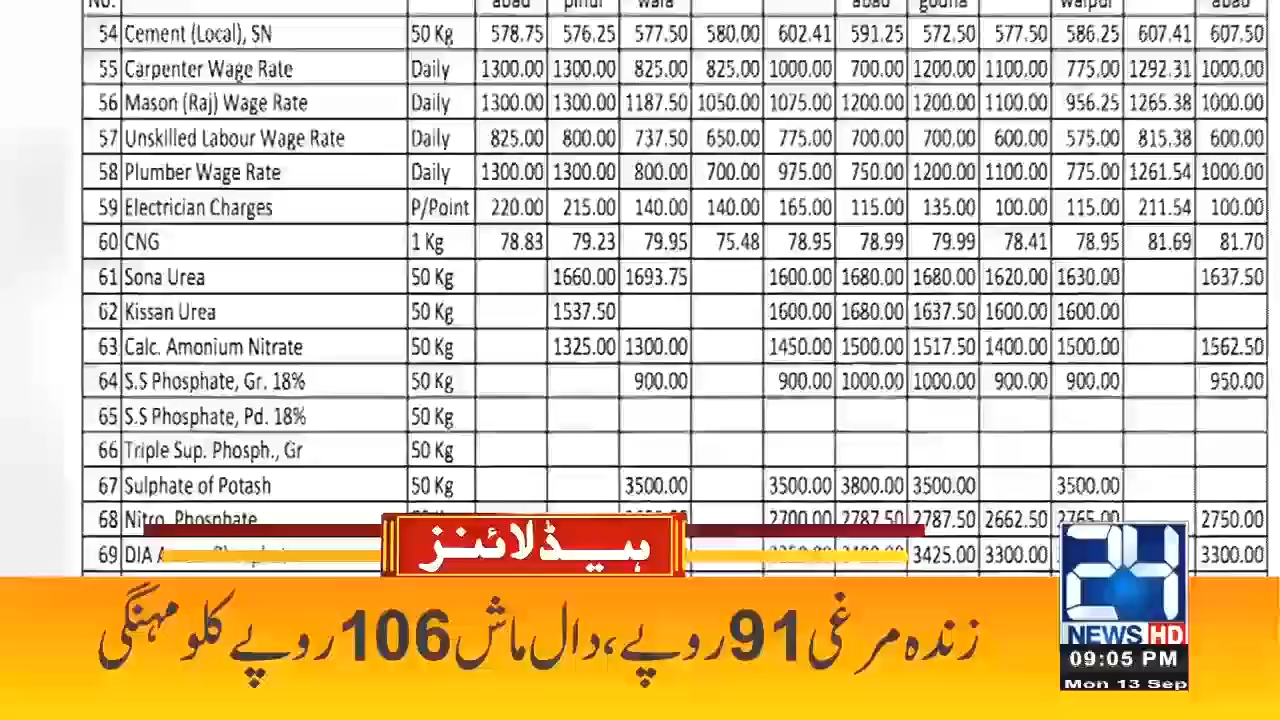 No. abad pindi wala abad godha walpur abad
54 Cement (Local), SN 50 Kg 578.75 576.25 577.50 580.00 602.41 591.25 572.50 577.50 586.25 607.41 607.50
55 Carpenter Wage Rate Daily 1300.00 1300.00 825.00 825.00 1000.00 700.00 1200.00 1100.00 775.00 1292.31 1000.00
56 Mason (Raj) Wage Rate Daily 1300.00 1300.00 1187.50 1050.00 1075.00 1200.00 1200.00 1100.00 956.25 1265.38 1000.00
57 Unskilled Labour Wage Rate Daily 825.00 800.00 737.50 650.00 775.00 700.00 700.00 600.00 575.00 815.38 600.00
58 Plumber Wage Rate Daily 1300.00 1300.00 800.00 700.00 975.00 750.00 1200.00 1100.00 775.00 1261.54 1000.00
59 Electrician Charges P/Point 220.00 215.00 140.00 140.00 165.00 115.00 135.00 100.00 115.00 211.54 100.00
60 CNG 1 Kg 78.83 79.23 79.95 75.48 78.95 78.99 79.99 78.41 78.95 81.69 81.70
61 Sona Urea 50 Kg 1660.00 1693.75 1600.00 1680.00 1680.00 1620.00 1630.00 1637.50
62 Kissan Urea 50 Kg 1537.50 1600.00 1680.00 1637.50 1600.00 1600.00
63 Calc. Amonium Nitrate 50 Kg 1325.00 1300.00 1450.00 1500.00 1517.50 1400.00 1500.00 1562.50
64 S.S Phosphate, Gr. 18% 50 Kg 900.00 900.00 1000.00 1000.00 900.00 900.00 950.00
65 S.S Phosphate, Pd. 18% 50 Kg
66 Triple Sup. Phosph., Gr 50 Kg
67 Sulphate of Potash 50 Kg 3500.00 3500.00 3800.00 3500.00 3500.00
68 Nitro. Phosphate 2700.00 2787.50 2787.50 2662.50 2765.00 2750.00
69 3425.00 3300.00 3300.00
ہیڈلائنز
زندہ مرغی 91 روپے، دال ماش 106 روپے کلو مہنگی
24
NEWS HD
09:05 PM
Mon 13 Sep